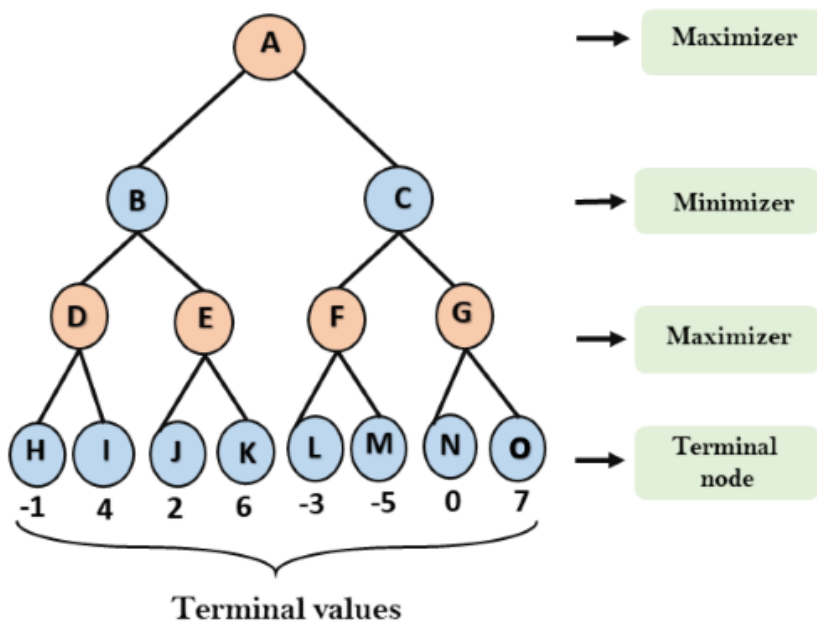 A
Maximizer
B
C
Minimizer
D
E
F
G
Maximizer
H
I
J
K
L
M
N
O
Terminal
node
-1
4
2
6
-3
-5
0
7
Terminal values